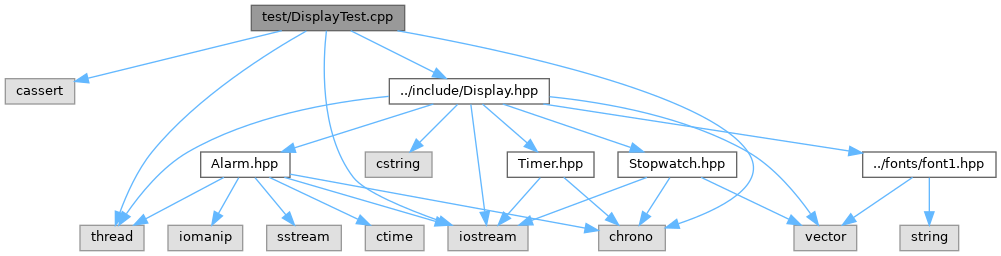 test/DisplayTest.cpp
cassert
../include/Display.hpp
Alarm.hpp
cstring
Timer.hpp
Stopwatch.hpp
../fonts/font1.hpp
thread
iomanip
sstream
ctime
iostream
chrono
vector
string